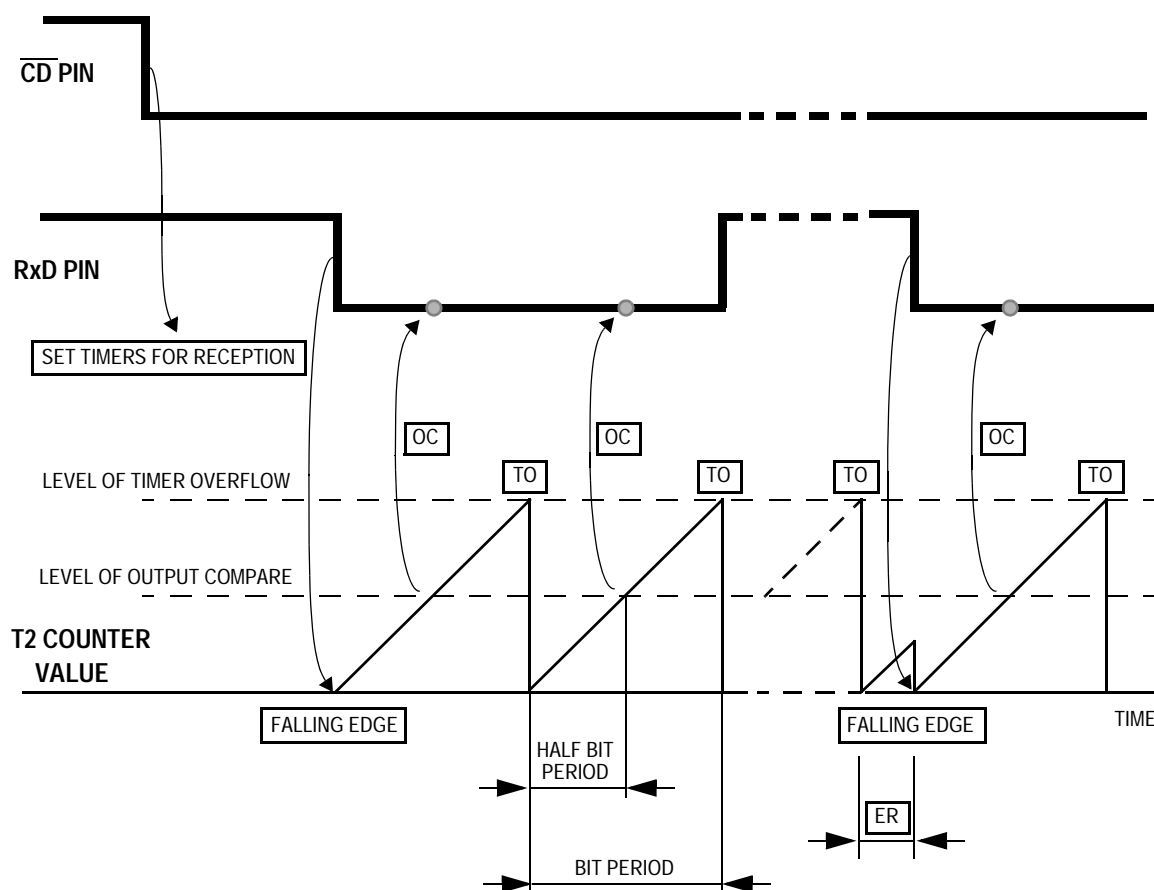 CD PIN
RxD PIN
SET TIMERS FOR RECEPTION
OC
OC
OC
LEVEL OF TIMER OVERFLOW
TO
TO
TO
TO
LEVEL OF OUTPUT COMPARE
T2 COUNTER
VALUE
FALLING EDGE
FALLING EDGE
TIME
HALF BIT
PERIOD
ER
BIT PERIOD